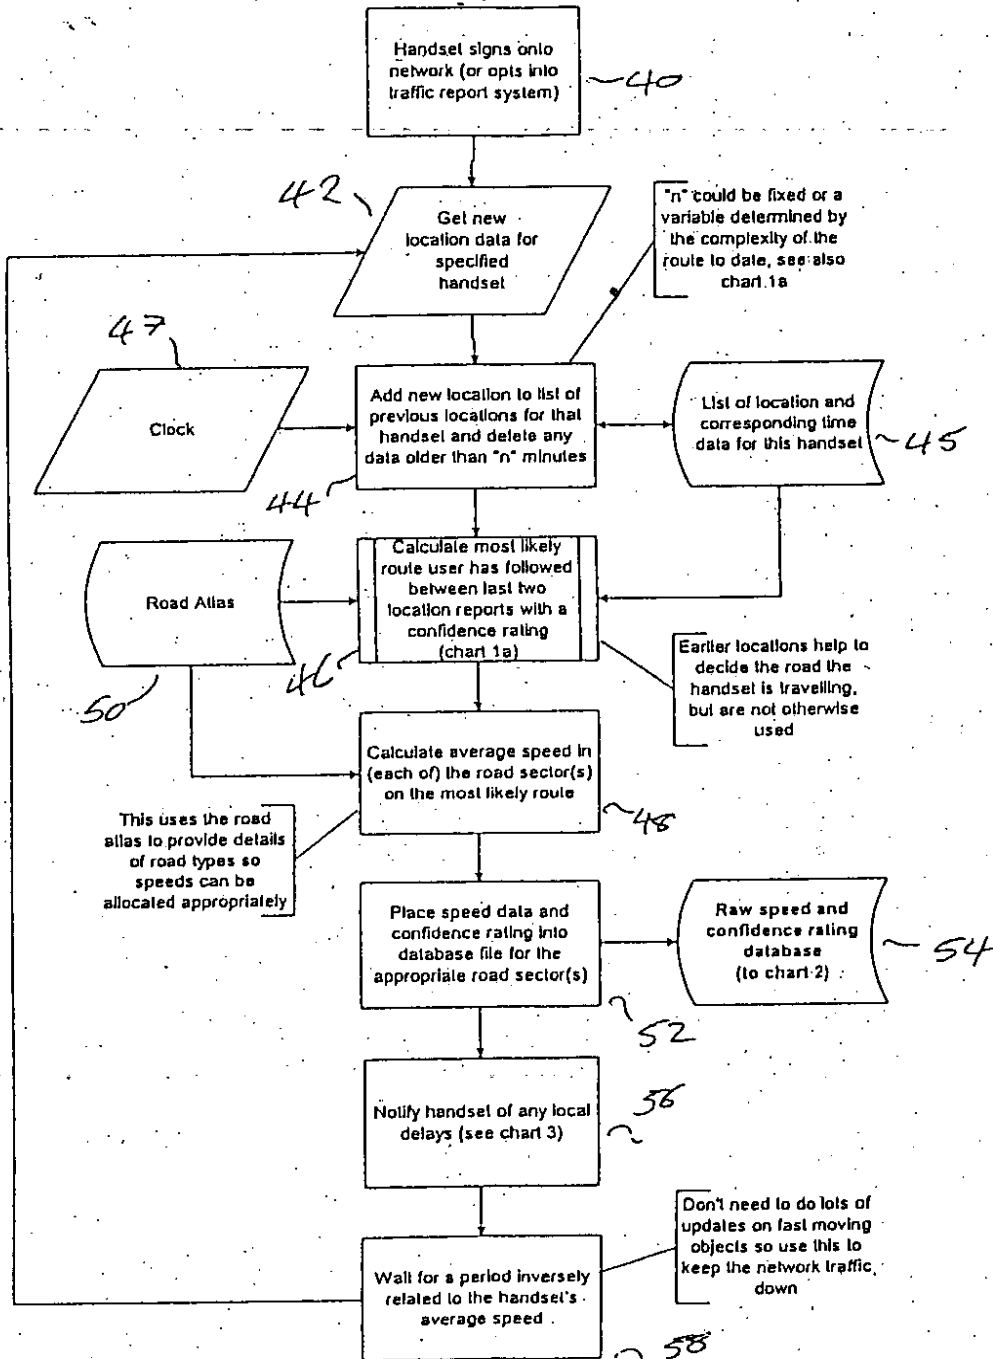 Handset signs onto
network (or opts into
traffic report system)
40
42
Get new
location data for
specified
handset
"n" could be fixed or a
variable determined by
the complexity of the
route to date, see also
chart 1a
47
Clock
Add new location to list of
previous locations for that
handset and delete any
data older than "n" minutes
44
List of location and
corresponding time
data for this handset
45
Road Atlas
50
Calculate most likely
route user has followed
between last two
location reports with a
confidence rating
(chart 1a)
46
Earlier locations help to
decide the road the
handset is travelling,
but are not otherwise
used
Calculate average speed in
(each of) the road sector(s)
on the most likely route
48
This uses the road
atlas to provide details
of road types so
speeds can be
allocated appropriately
Place speed data and
confidence rating into
database file for the
appropriate road sector(s)
52
Raw speed and
confidence rating
database
(to chart 2)
54
Notify handset of any local
delays (see chart 3)
56
Don't need to do lots of
updates on fast moving
objects so use this to
keep the network traffic
down
Wait for a period inversely
related to the handset's
average speed
58